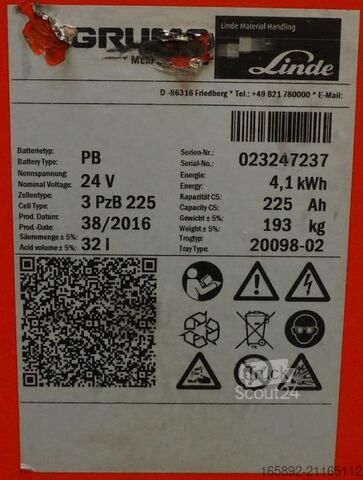 GRUMA
Linde Material Handling
Linde
D -86316 Friedberg * Tel.: +49 821 780000 * E-Mail:
Batterietyp:
Battery Type: PB
Serien-Nr.:
Serial-No.: 023247237
Nennspannung:
Nominal Voltage: 24 V
Energie:
Energy: 4,1 kWh
Zellentype:
Cell Type: 3 PzB 225
Kapazität C5:
Capacity C5: 225 Ah
Prod. Datum:
Prod.-Date: 38/2016
Gewicht ± 5%:
Weight ± 5%: 193 kg
Säuremenge ± 5%:
Acid volume ± 5%: 32 l
Trogtyp:
Tray Type: 20098-02
Pb
Truck
Scout24
165892-21165112